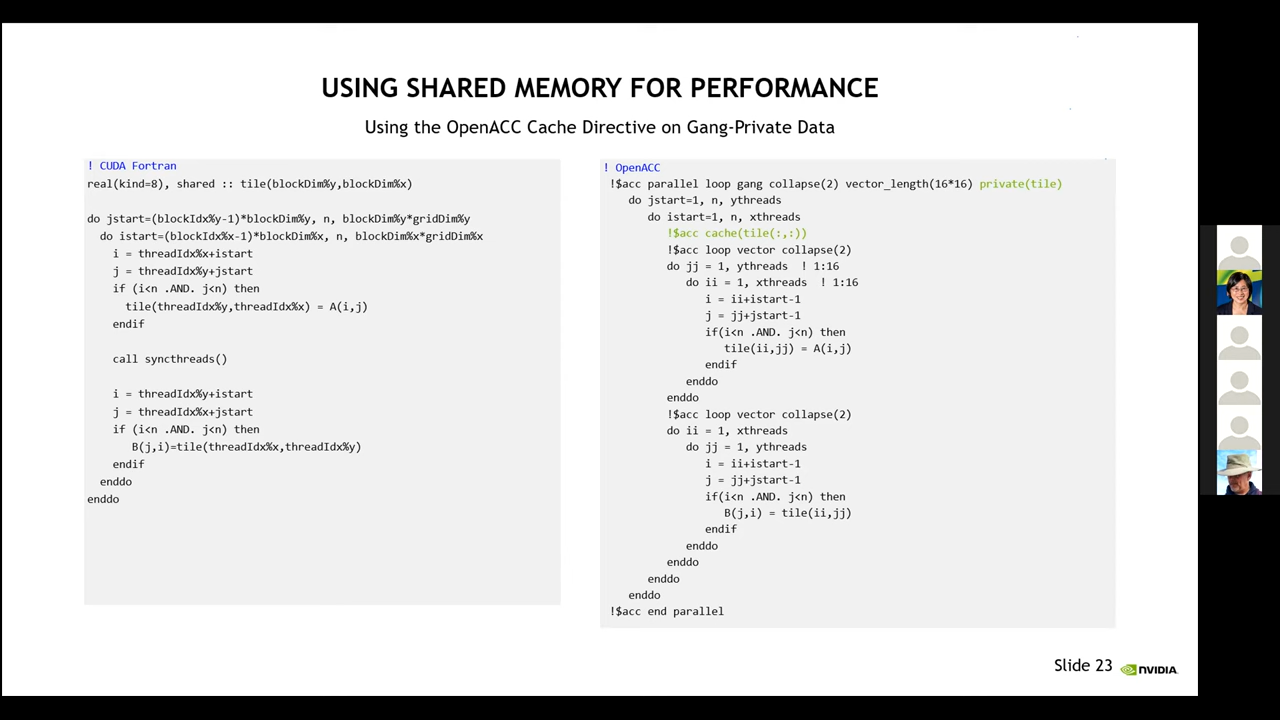 USING SHARED MEMORY FOR PERFORMANCE
Using the OpenACC Cache Directive on Gang-Private Data
! CUDA Fortran
real(kind=8), shared :: tile(blockDim%y,blockDim%x)
do jstart=(blockIdx%y-1)*blockDim%y, n, blockDim%y*gridDim%y
do istart=(blockIdx%x-1)*blockDim%x, n, blockDim%x*gridDim%x
i = threadIdx%x+istart
j = threadIdx%y+jstart
if (i<n .AND. j<n) then
tile(threadIdx%y,threadIdx%x) = A(i,j)
endif
call syncthreads()
i = threadIdx%y+istart
j = threadIdx%x+jstart
if (i<n .AND. j<n) then
B(j,i)=tile(threadIdx%x,threadIdx%y)
endif
enddo
enddo
! OpenACC
!$acc parallel loop gang collapse(2) vector_length(16*16) private(tile)
do jstart=1, n, ythreads
do istart=1, n, xthreads
!$acc cache(tile(:,:))
!$acc loop vector collapse(2)
do jj = 1, ythreads ! 1:16
do ii = 1, xthreads ! 1:16
i = ii+istart-1
j = jj+jstart-1
if(i<n .AND. j<n) then
tile(ii,jj) = A(i,j)
endif
enddo
enddo
!$acc loop vector collapse(2)
do ii = 1, xthreads
do jj = 1, ythreads
i = ii+istart-1
j = jj+jstart-1
if(i<n .AND. j<n) then
B(j,i) = tile(ii,jj)
endif
enddo
enddo
enddo
enddo
!$acc end parallel
Slide 23
NVIDIA